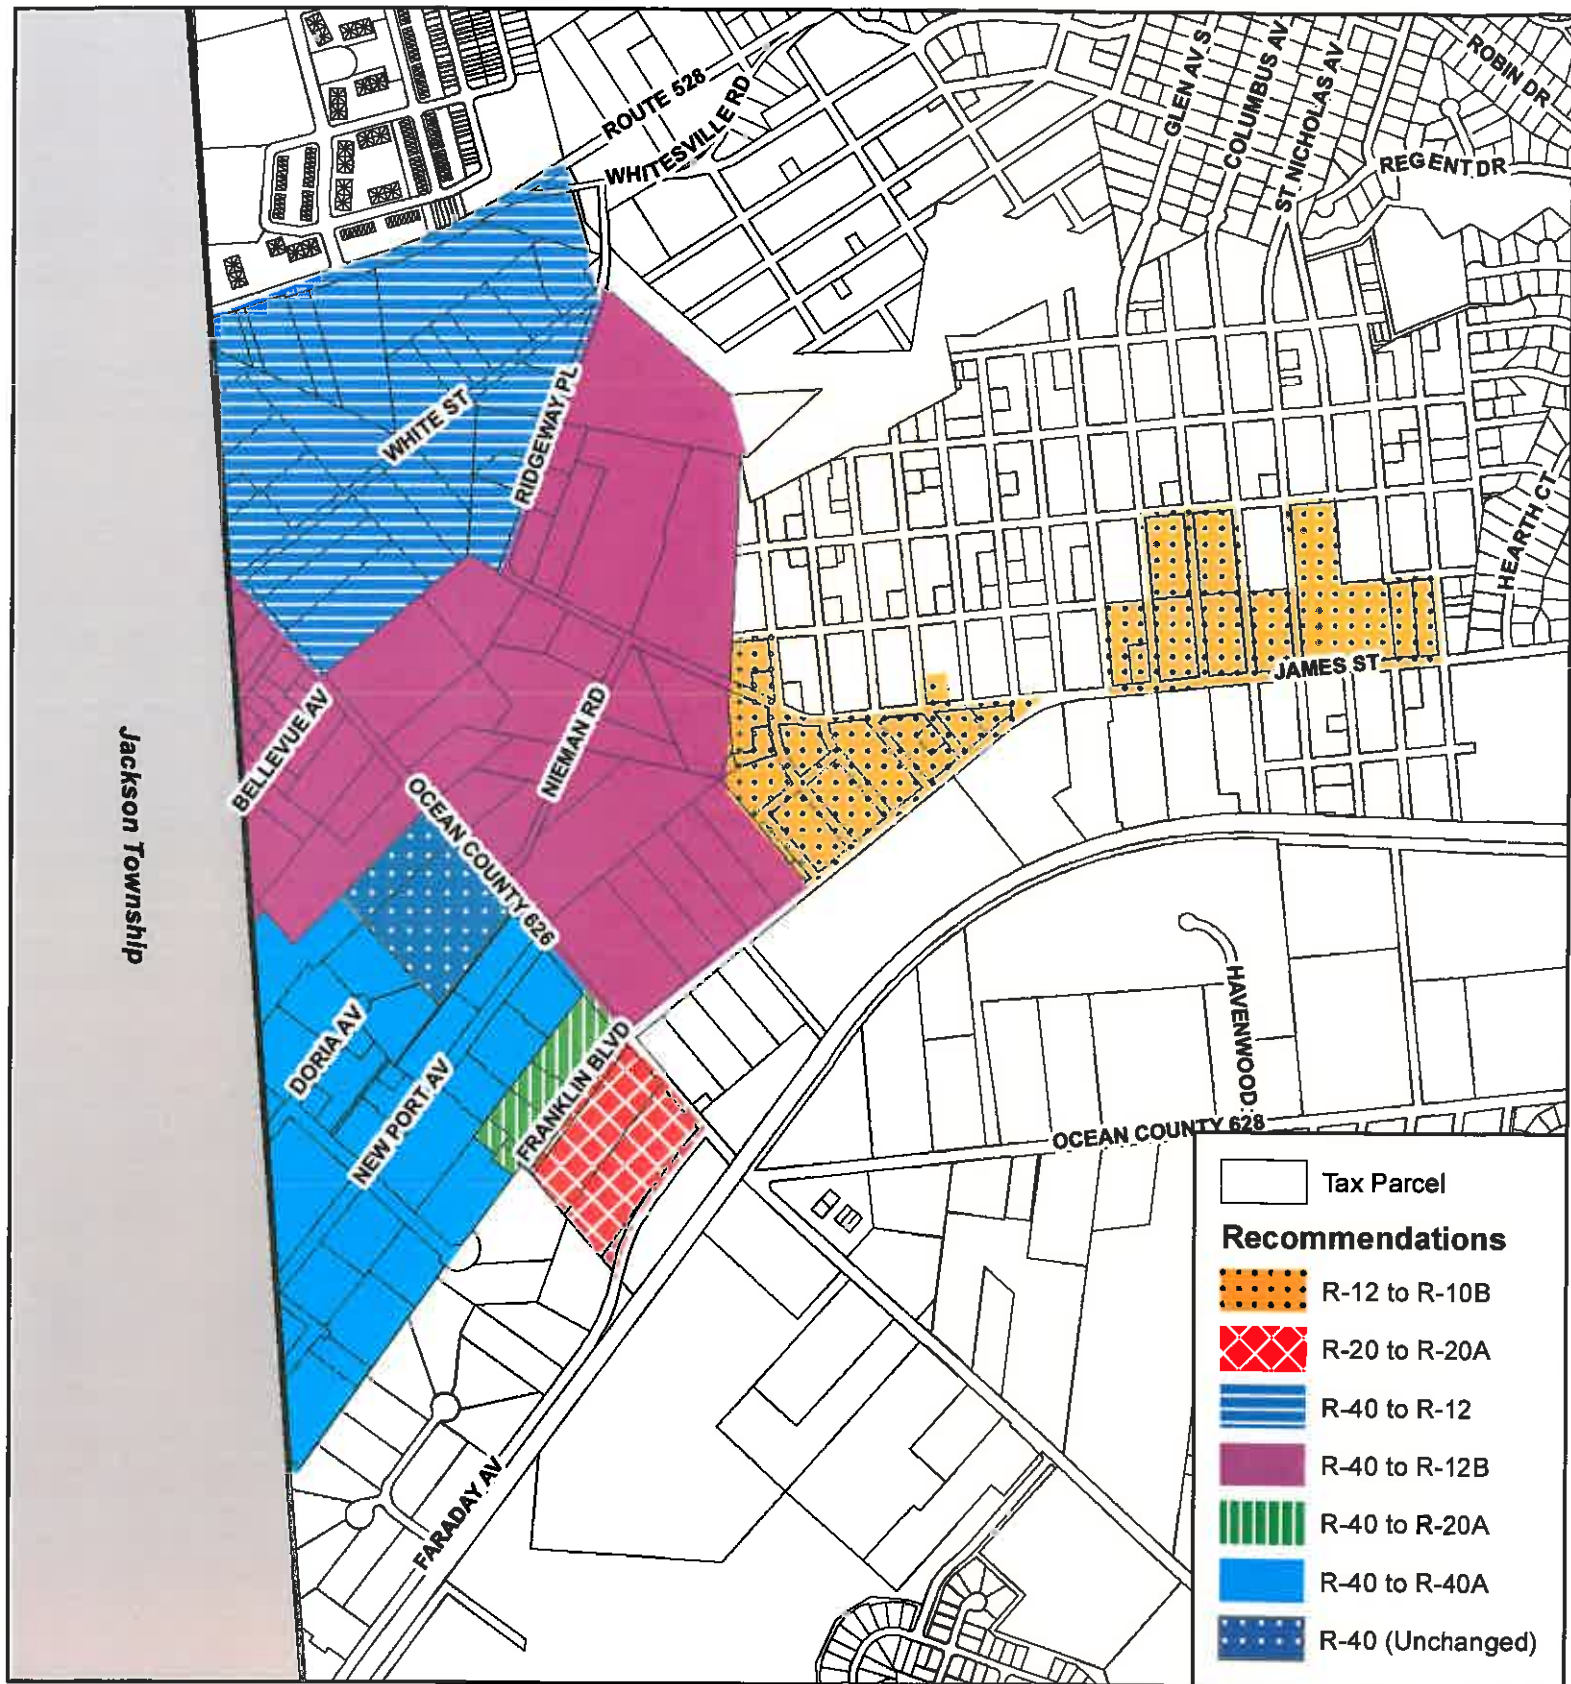 ROUTE 528
WHITESVILLE RD
GLEN AV S
COLUMBUS AV
ST NICHOLAS AV
ROBIN DR
REGENT DR
WHITE ST
RIDGEWAY PL
HEARTH CT
JAMES ST
BELLEVUE AV
NIEMAN RD
OCEAN COUNTY 626
Jackson Township
HAVENWOOD
DORIA AV
NEW PORT AV
FRANKLIN BLVD
OCEAN COUNTY 628
FARADAY AV
Tax Parcel
Recommendations
R-12 to R-10B
R-20 to R-20A
R-40 to R-12
R-40 to R-12B
R-40 to R-20A
R-40 to R-40A
R-40 (Unchanged)